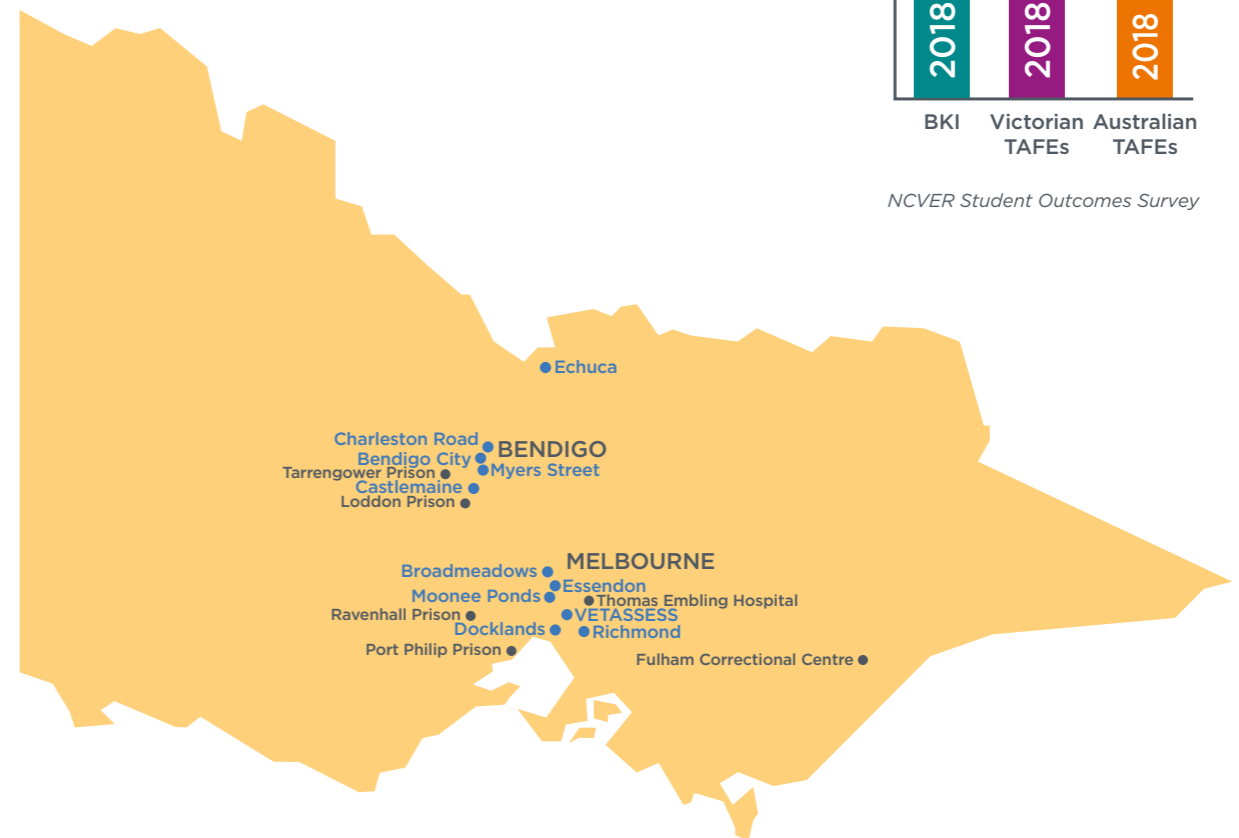 2018
2018
2018
BKI
Victorian
TAFEs
Australian
TAFEs
NCVER Student Outcomes Survey
Echuca
Charleston Road
BENDIGO
Bendigo City
Myers Street
Tarrengower Prison
Castlemaine
Loddon Prison
MELBOURNE
Broadmeadows
Essendon
Moonee Ponds
Thomas Embling Hospital
Ravenhall Prison
VETASSESS
Docklands
Richmond
Port Philip Prison
Fulham Correctional Centre